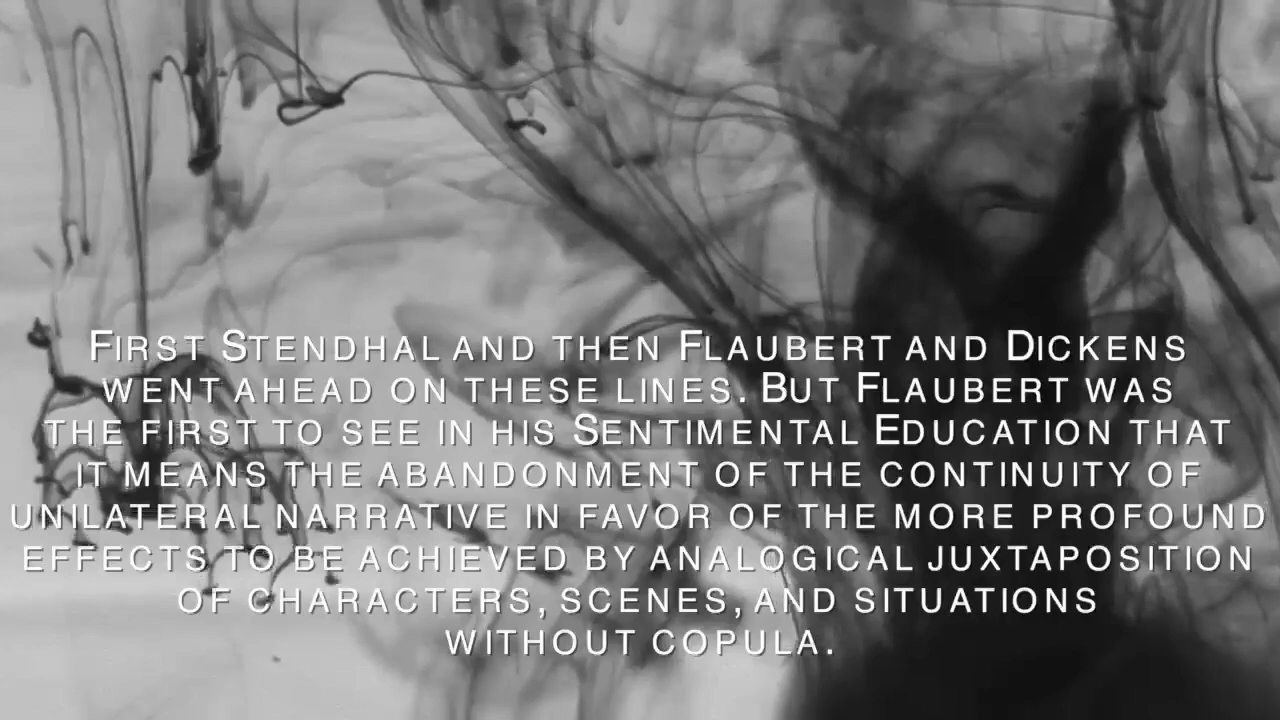 First Stendhal and then Flaubert and Dickens
went ahead on these lines. But Flaubert was
the first to see in his Sentimental Education that
it means the abandonment of the continuity of
unilateral narrative in favor of the more profound
effects to be achieved by analogical juxtaposition
of characters, scenes, and situations
without copula.